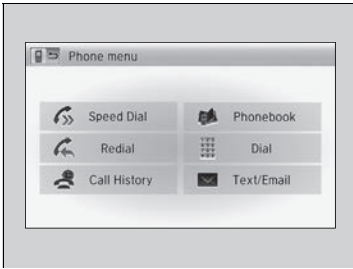 Phone menu
Speed Dial
Phonebook
Redial
Dial
Call History
Text/Email